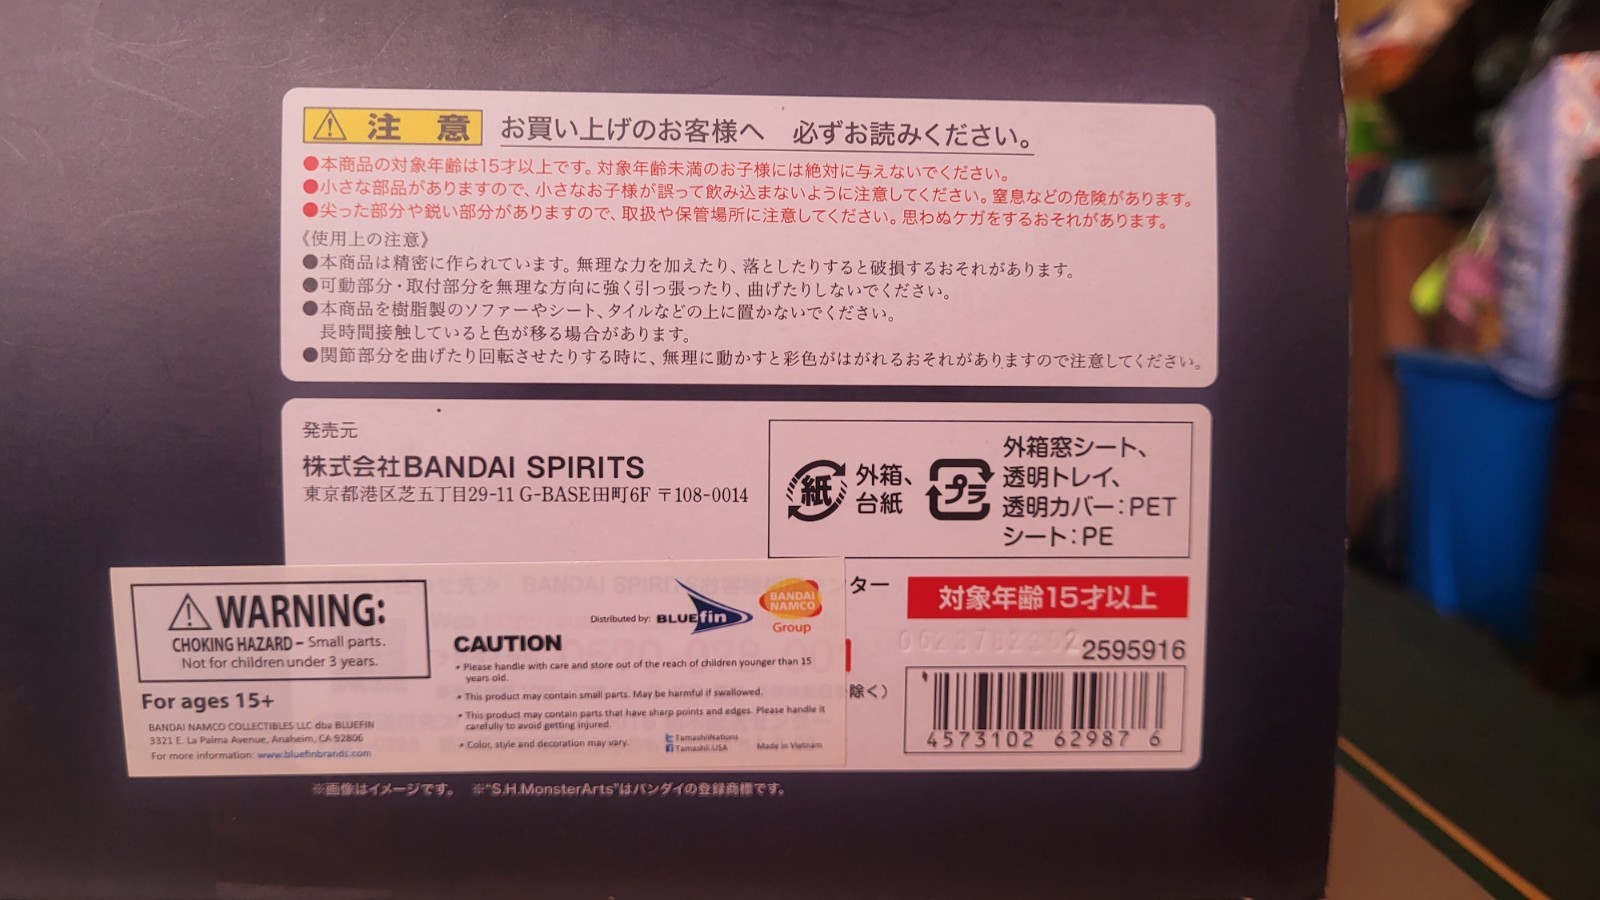 注 意 お買い上げのお客様へ 必ずお読みください。
●本商品の対象年齢は15才以上です。対象年齢未満のお子様には絶対に与えないでください。
●小さな部品がありますので、小さなお子様が誤って飲み込まないように注意してください。窒息などの危険があります。
●尖った部分や鋭い部分がありますので、取扱や保管場所に注意してください。思わぬケガをするおそれがあります。
《使用上の注意》
●本商品は精密に作られています。無理な力を加えたり、落としたりすると破損するおそれがあります。
●可動部分・取付部分を無理な方向に強く引っ張ったり、曲げたりしないでください。
●本商品を樹脂製のソファーやシート、タイルなどの上に置かないでください。
長時間接触していると色が移る場合があります。
●関節部分を曲げたり回転させたりする時に、無理に動かすと彩色がはがれるおそれがありますので注意してください。
発売元
株式会社BANDAI SPIRITS
東京都港区芝五丁目29-11 G-BASE田町6F 〒108-0014
紙 外箱、
台紙
プラ 外箱窓シート、
透明トレイ、
透明カバー：PET
シート：PE
ター
対象年齢15才以上
2595916
除く）
4573102 62987 6
WARNING:
CHOKING HAZARD – Small parts.
Not for children under 3 years.
For ages 15+
BANDAI NAMCO COLLECTIBLES LLC dba BLUEFIN
3321 E. La Palma Avenue, Anaheim, CA 92806
For more information: www.bluefinbrands.com
Distributed by: BLUEfin
BANDAI
NAMCO
Group
CAUTION
• Please handle with care and store out of the reach of children younger than 15
years old.
• This product may contain small parts. May be harmful if swallowed.
• This product may contain parts that have sharp points and edges. Please handle it
carefully to avoid getting injured.
• Color, style and decoration may vary.
TamashiiNations
Tamashii.USA
Made in Vietnam
※画像はイメージです。 ※“S.H.MonsterArts”はバンダイの登録商標です。